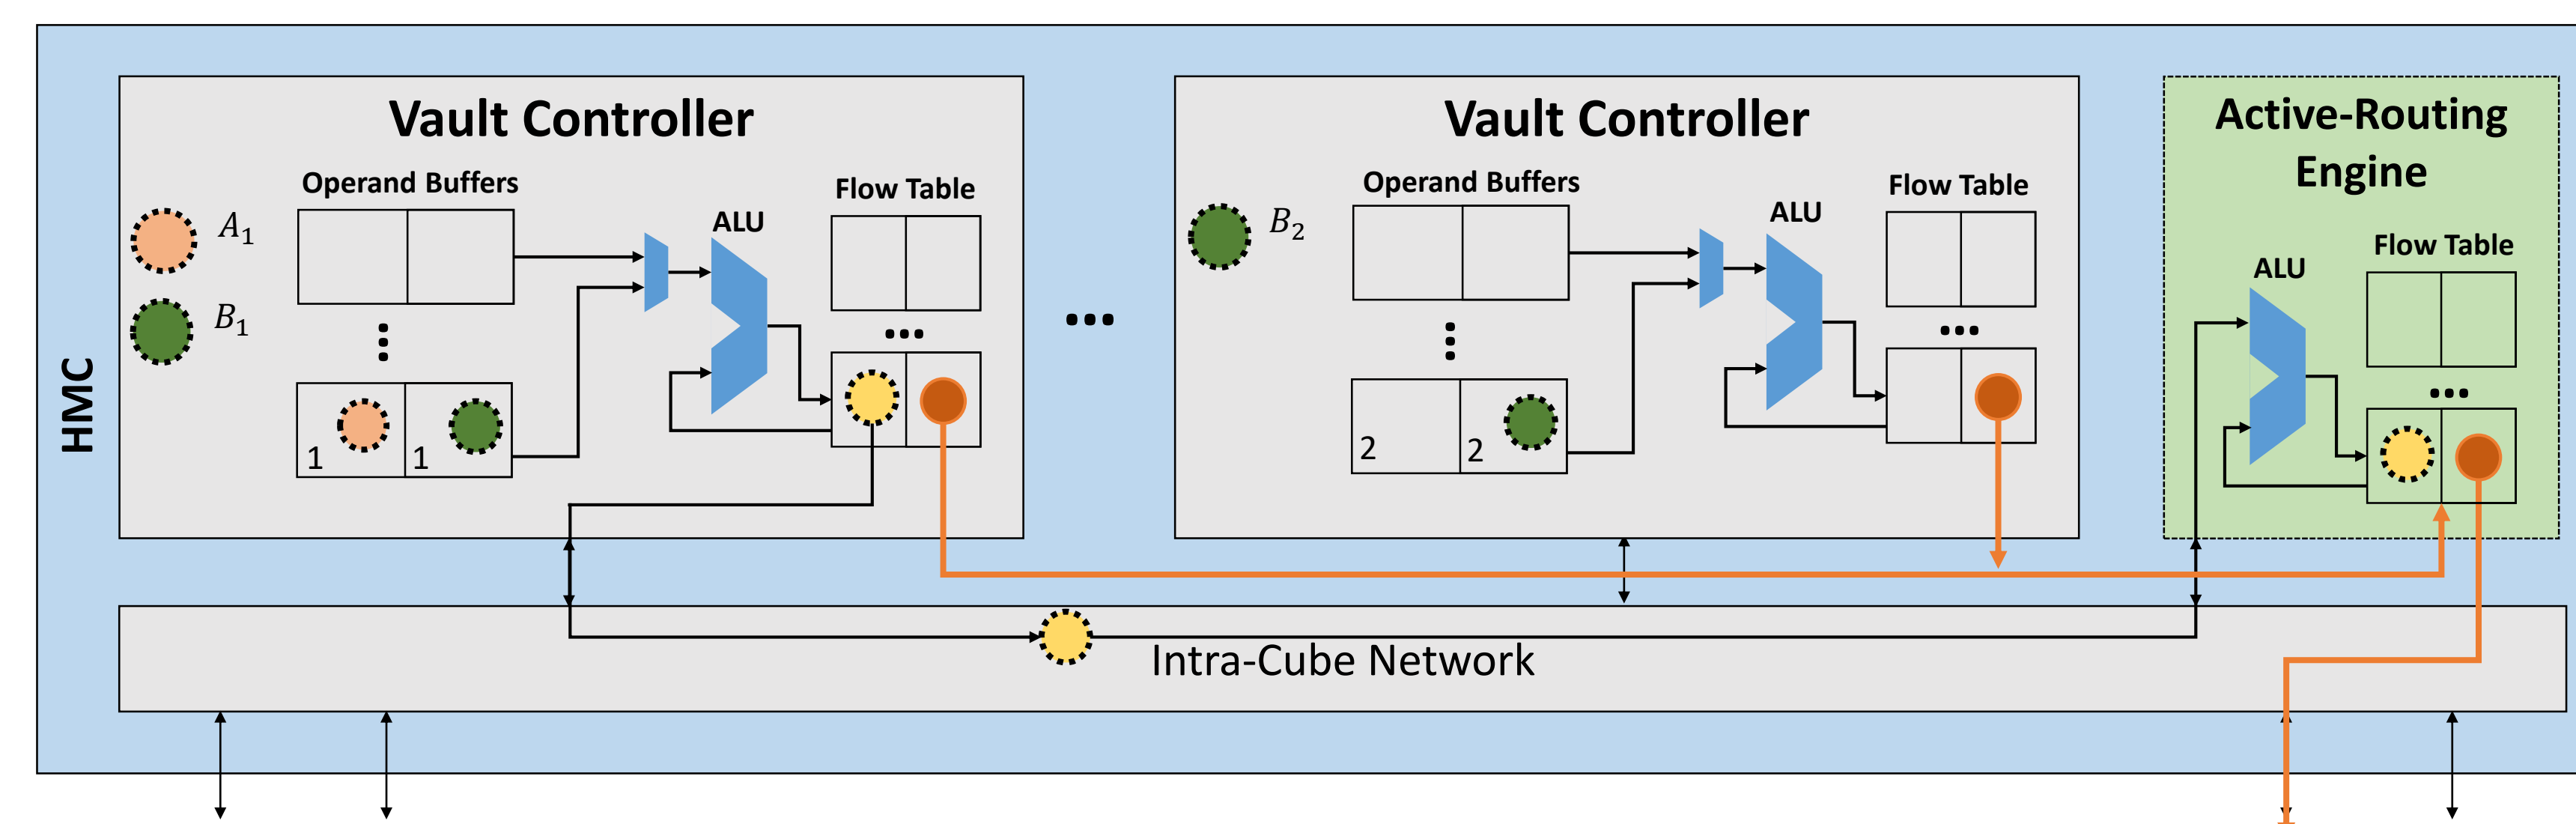 HMC
Vault Controller
Operand Buffers
Flow Table
ALU
A₁
B₁
1
1
Vault Controller
Operand Buffers
Flow Table
ALU
B₂
2
2
Active-Routing
Engine
Flow Table
ALU
Intra-Cube Network